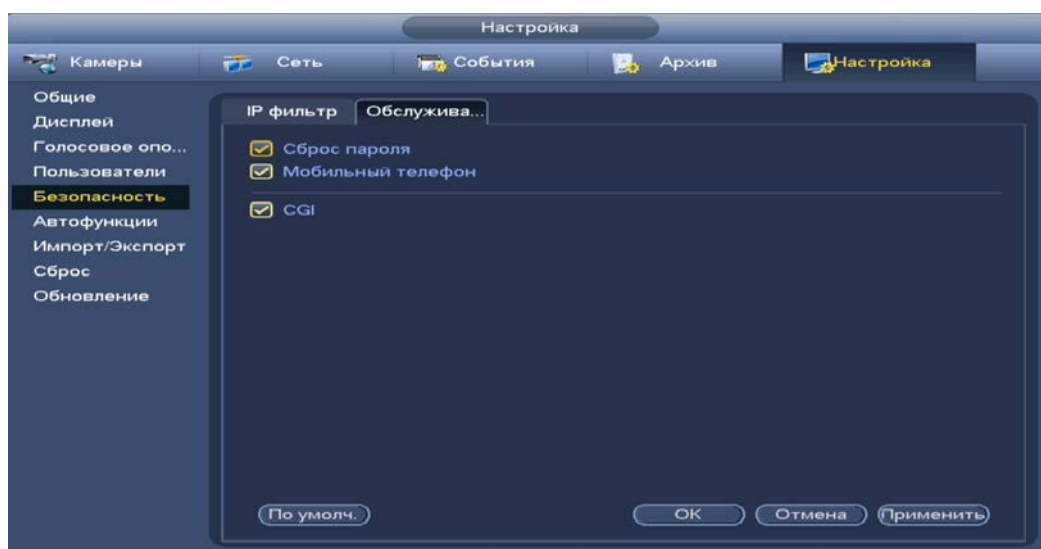 Настройка
Камеры Сеть События Архив Настройка
Общие
Дисплей
Голосовое опо...
Пользователи
Безопасность
Автофункции
Импорт/Экспорт
Сброс
Обновление
IP фильтр Обслужива...
Сброс пароля
Мобильный телефон
CGI
По умолч. ОК Отмена Применить